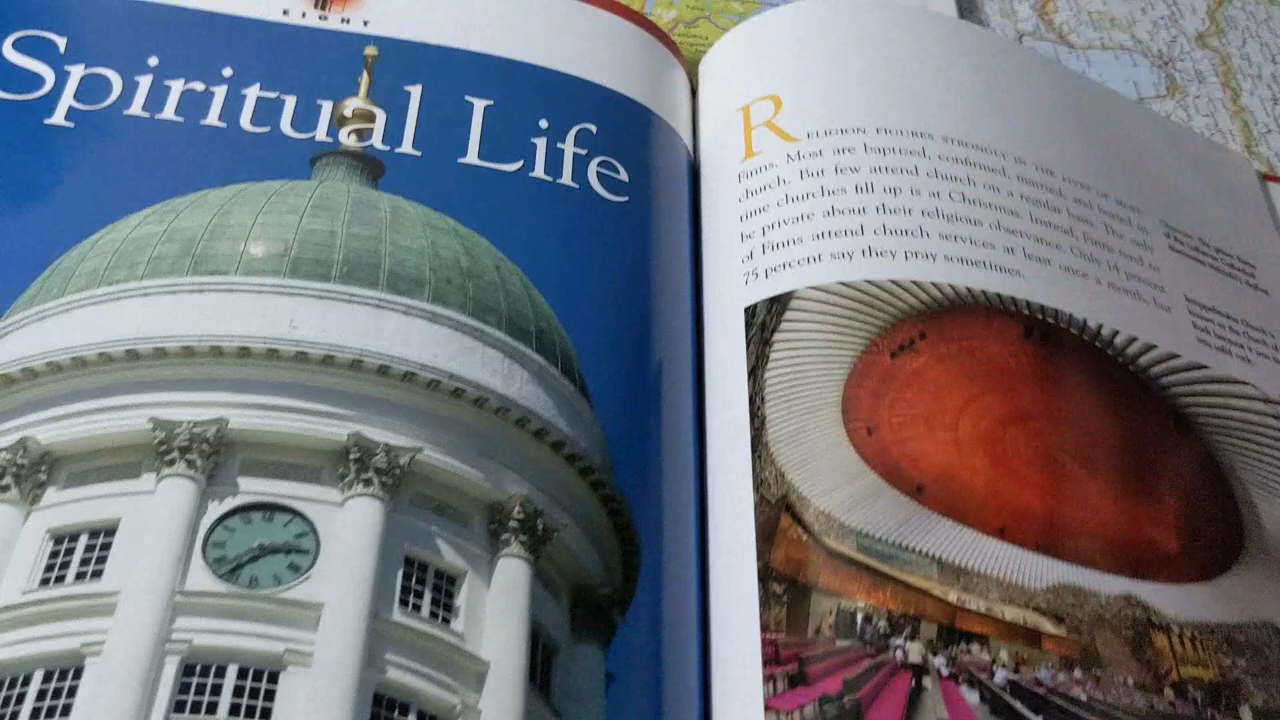 EIGHT
Spiritual Life
RELIGION FIGURES STRONGLY IN THE LIVES OF MOST
Finns. Most are baptized, confirmed, married, and buried in
church. But few attend church on a regular basis. The only
time churches fill up is at Christmas. Instead, Finns tend to
be private about their religious observance. Only 14 percent
of Finns attend church services at least once a month, but
75 percent say they pray sometimes.